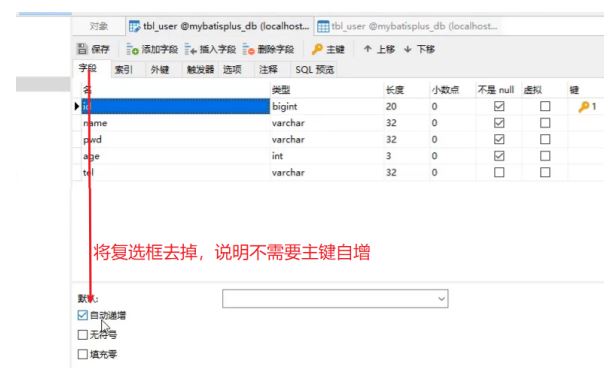 对象 tbl_user @mybatisplus_db (localhost... tbl_user @mybatisplus_db (localhost...
保存 添加字段 插入字段 删除字段 主键 上移 下移
字段 索引 外键 触发器 选项 注释 SQL 预览
名 类型 长度 小数点 不是 null 虚拟 键
id bigint 20 0 1
name varchar 32 0
pwd varchar 32 0
age int 3 0
tel varchar 32 0
将复选框去掉，说明不需要主键自增
默认:
自动递增
无符号
填充零